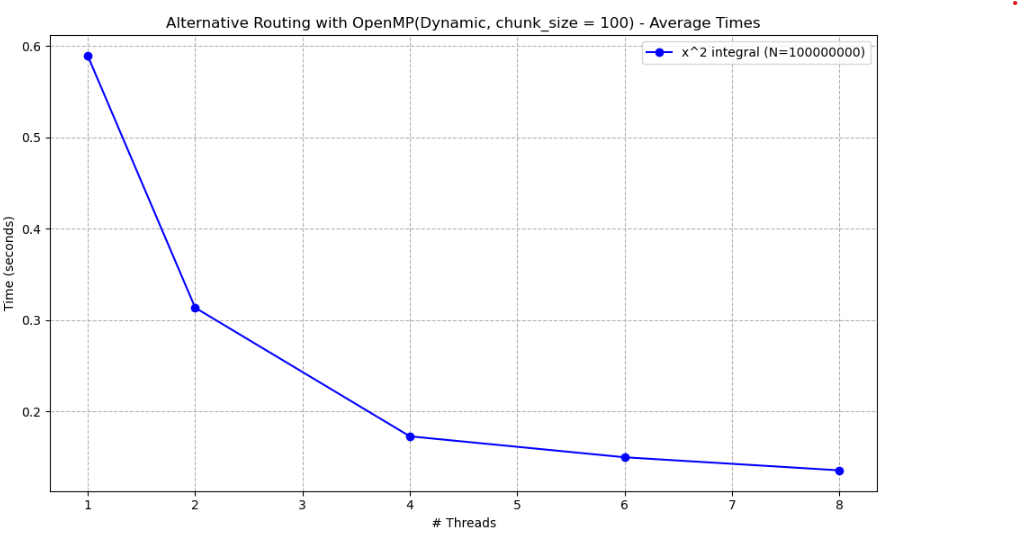 Alternative Routing with OpenMP(Dynamic, chunk_size = 100) - Average Times
x^2 integral (N=100000000)
0.6
0.5
0.4
0.3
0.2
Time (seconds)
1 2 3 4 5 6 7 8
# Threads